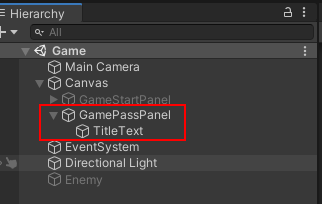 Hierarchy
All
Game
Main Camera
Canvas
GameStartPanel
GamePassPanel
TitleText
EventSystem
Directional Light
Enemy